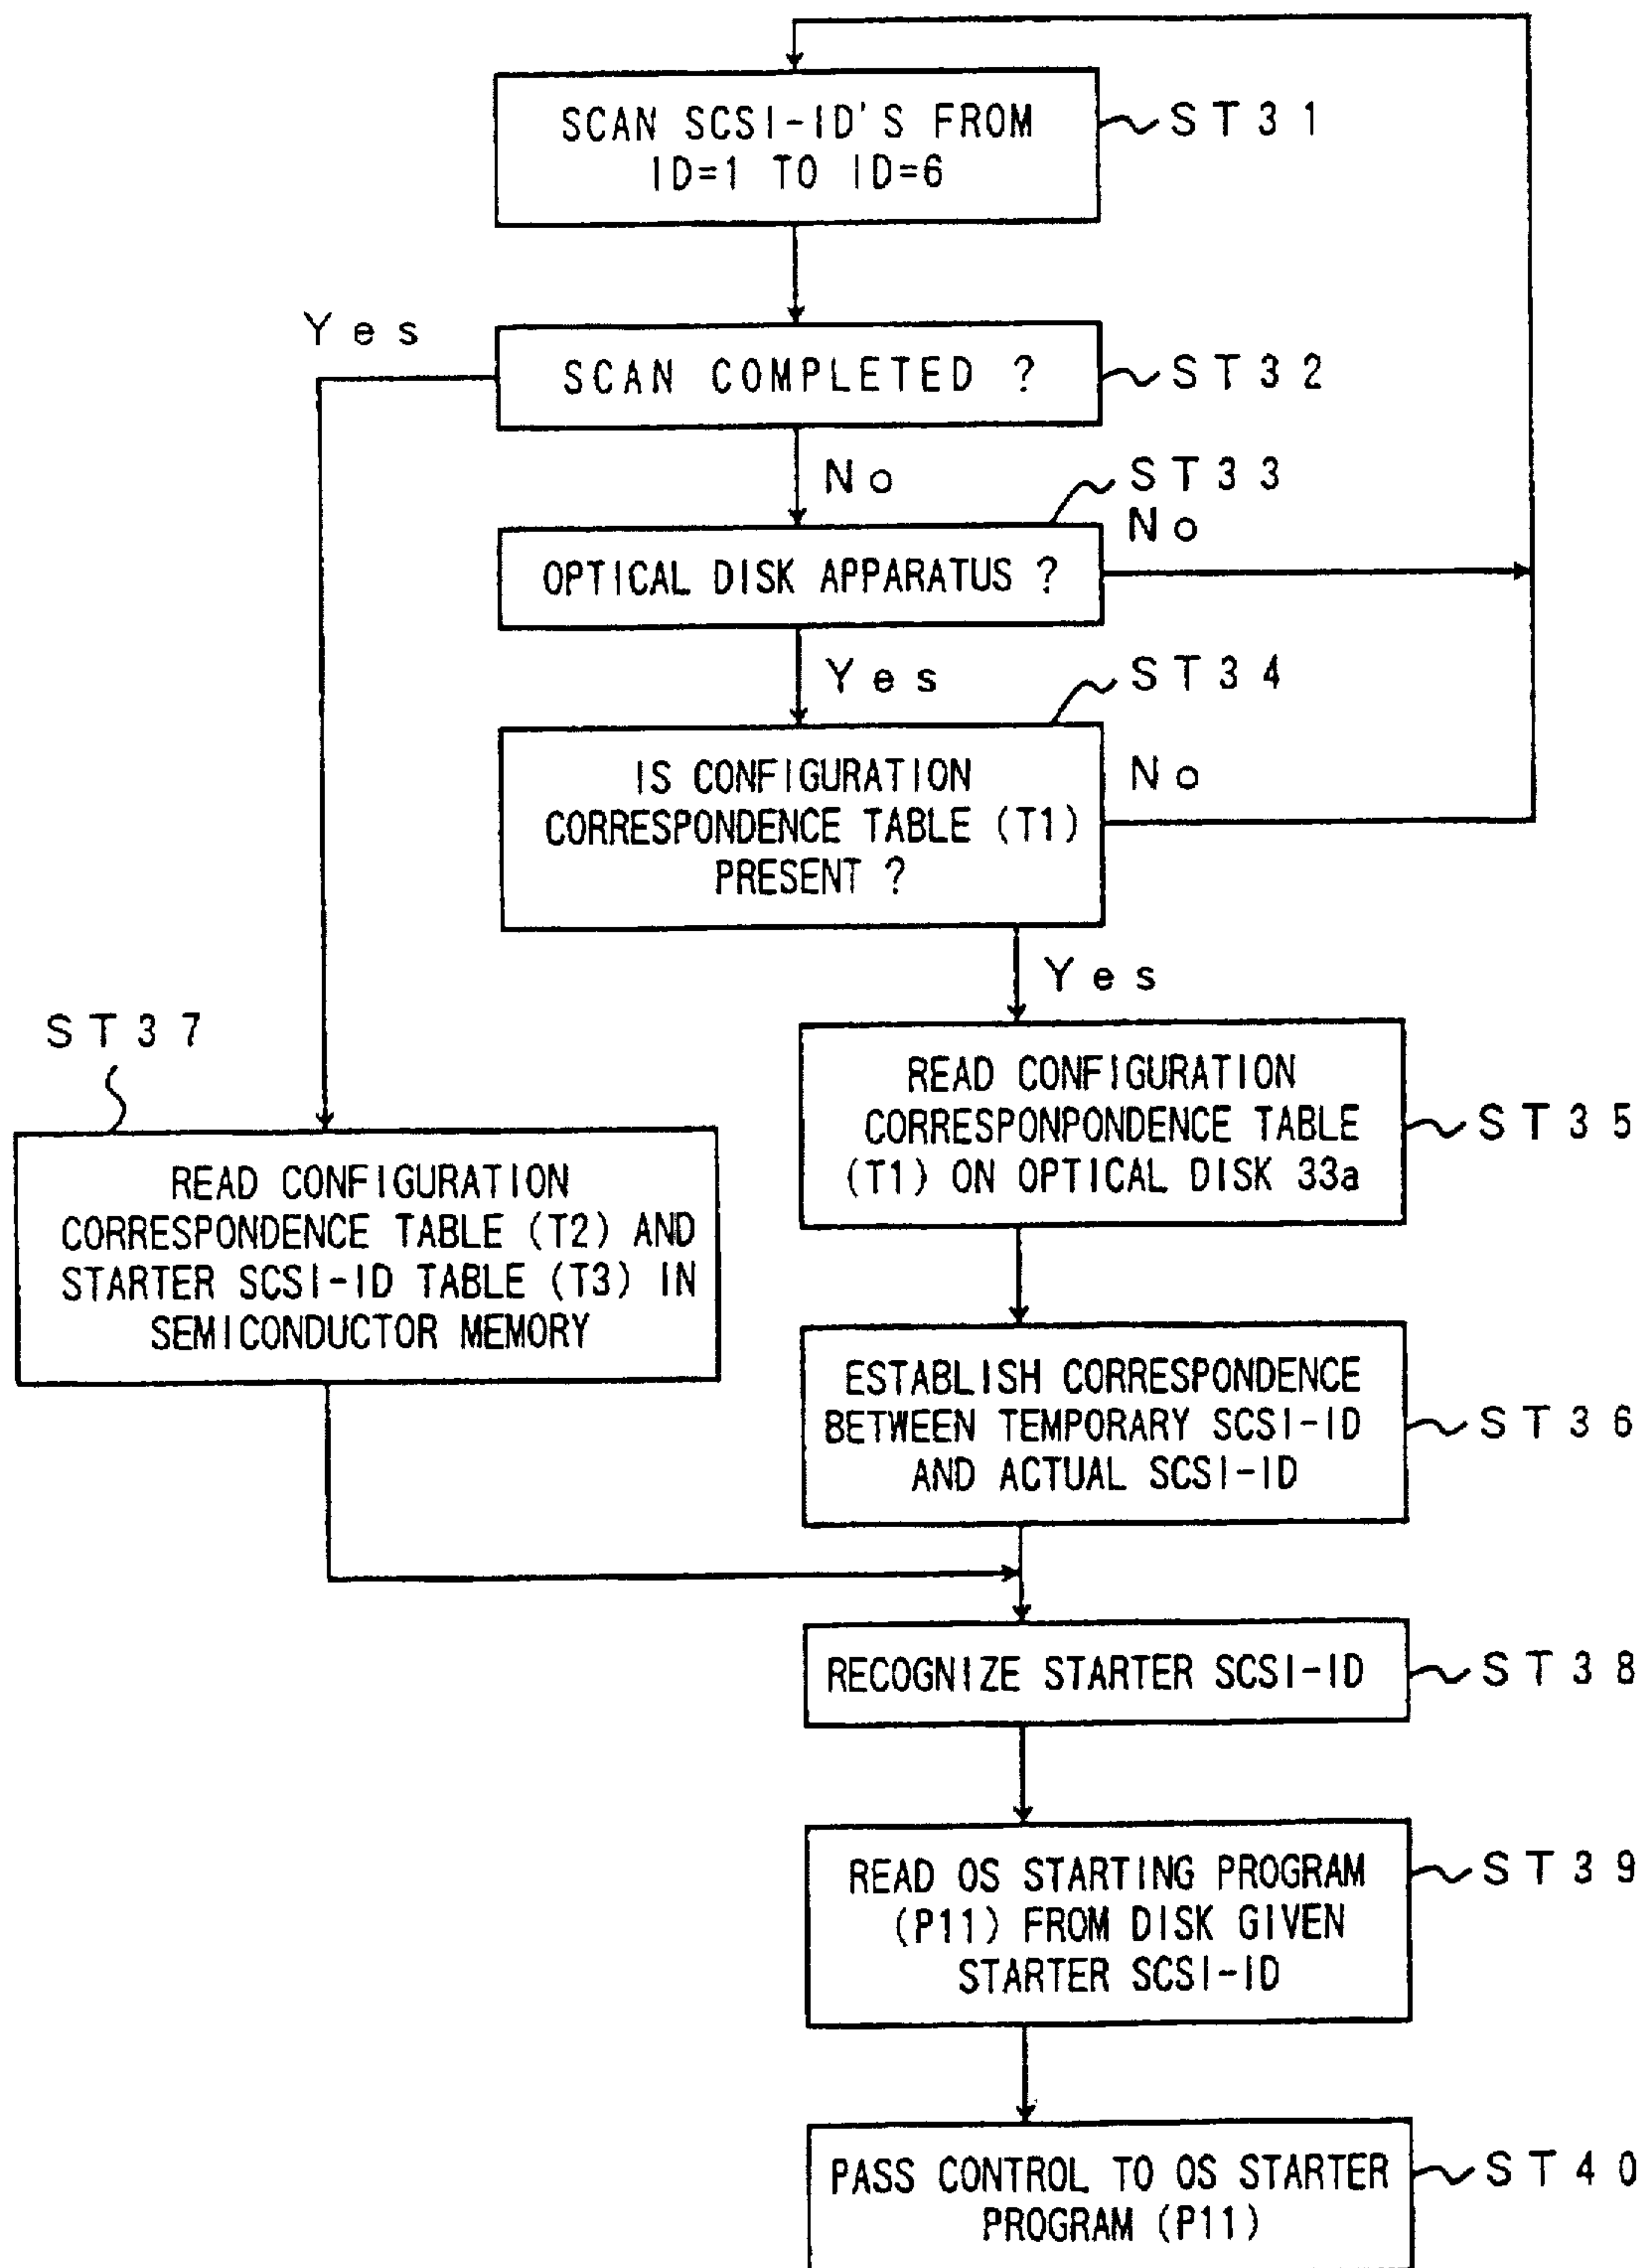 SCAN SCSI-ID'S FROM
ID=1 TO ID=6
ST31
Yes
SCAN COMPLETED ?
ST32
No
ST33
No
OPTICAL DISK APPARATUS ?
Yes
ST34
IS CONFIGURATION
CORRESPONDENCE TABLE (T1)
PRESENT ?
No
Yes
ST37
READ CONFIGURATION
CORRESPONPONDENCE TABLE
(T1) ON OPTICAL DISK 33a
ST35
READ CONFIGURATION
CORRESPONDENCE TABLE (T2) AND
STARTER SCSI-ID TABLE (T3) IN
SEMICONDUCTOR MEMORY
ESTABLISH CORRESPONDENCE
BETWEEN TEMPORARY SCSI-ID
AND ACTUAL SCSI-ID
ST36
RECOGNIZE STARTER SCSI-ID
ST38
READ OS STARTING PROGRAM
(P11) FROM DISK GIVEN
STARTER SCSI-ID
ST39
PASS CONTROL TO OS STARTER
PROGRAM (P11)
ST40